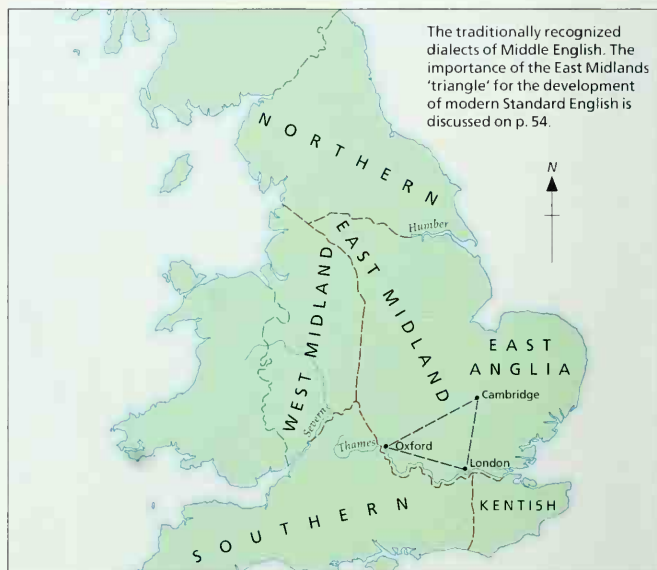 The traditionally recognized
dialects of Middle English. The
importance of the East Midlands
‘triangle’ for the development
of modern Standard English is
discussed on p. 54.
N
NORTHERN
Humber
EAST MIDLAND
WEST MIDLAND
EAST
ANGLIA
Cambridge
Severn
Thames
Oxford
London
KENTISH
SOUTHERN